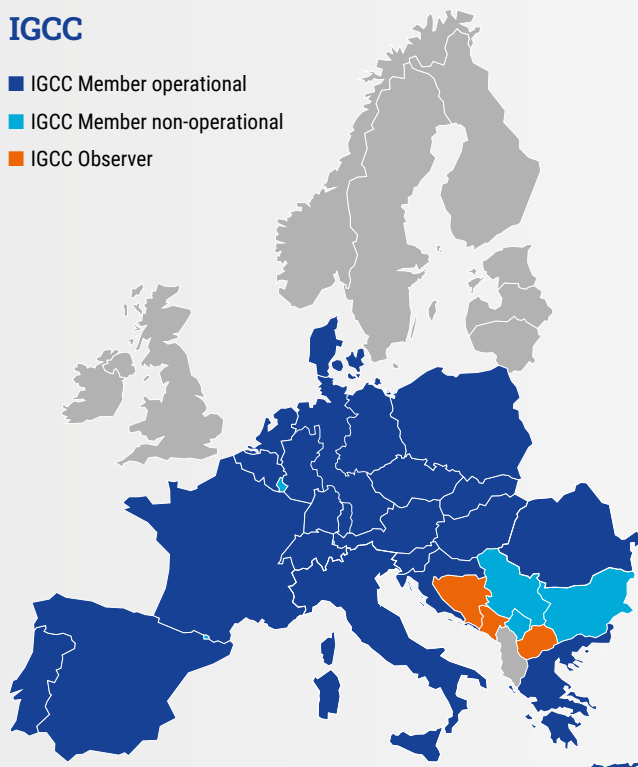 IGCC
IGCC Member operational
IGCC Member non-operational
IGCC Observer